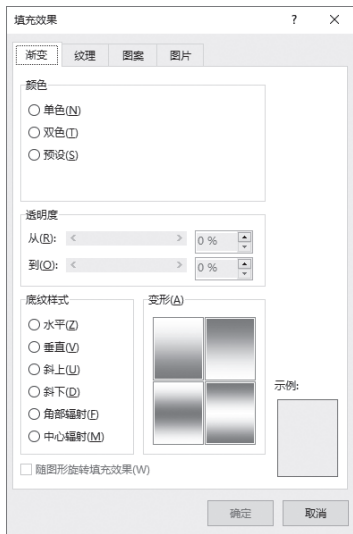 填充效果 ? ×
渐变 纹理 图案 图片
颜色
单色(N)
双色(T)
预设(S)
透明度
从(R): < > 0 %
到(O): < > 0 %
底纹样式
水平(Z)
垂直(V)
斜上(U)
斜下(D)
角部辐射(F)
中心辐射(M)
变形(A)
示例:
随图形旋转填充效果(W)
确定 取消